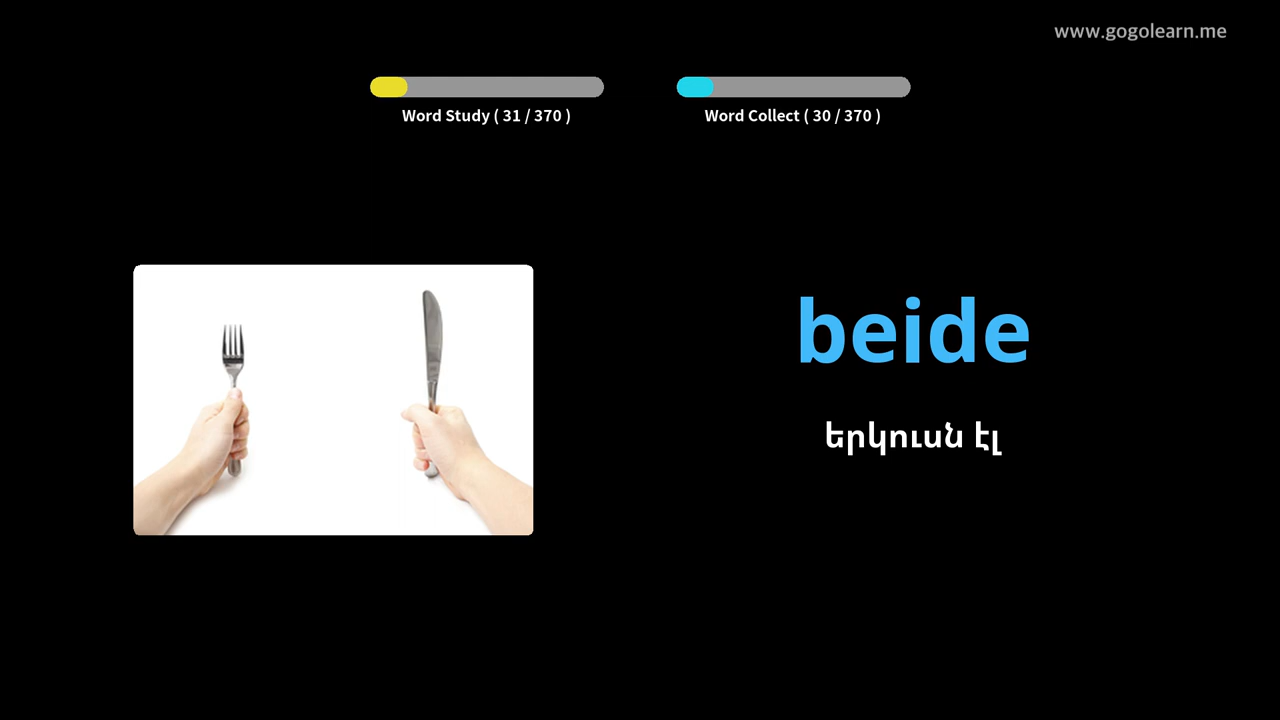 www.gogolearn.me
Word Study ( 31 / 370 )
Word Collect ( 30 / 370 )
beide
երկուսն էլ